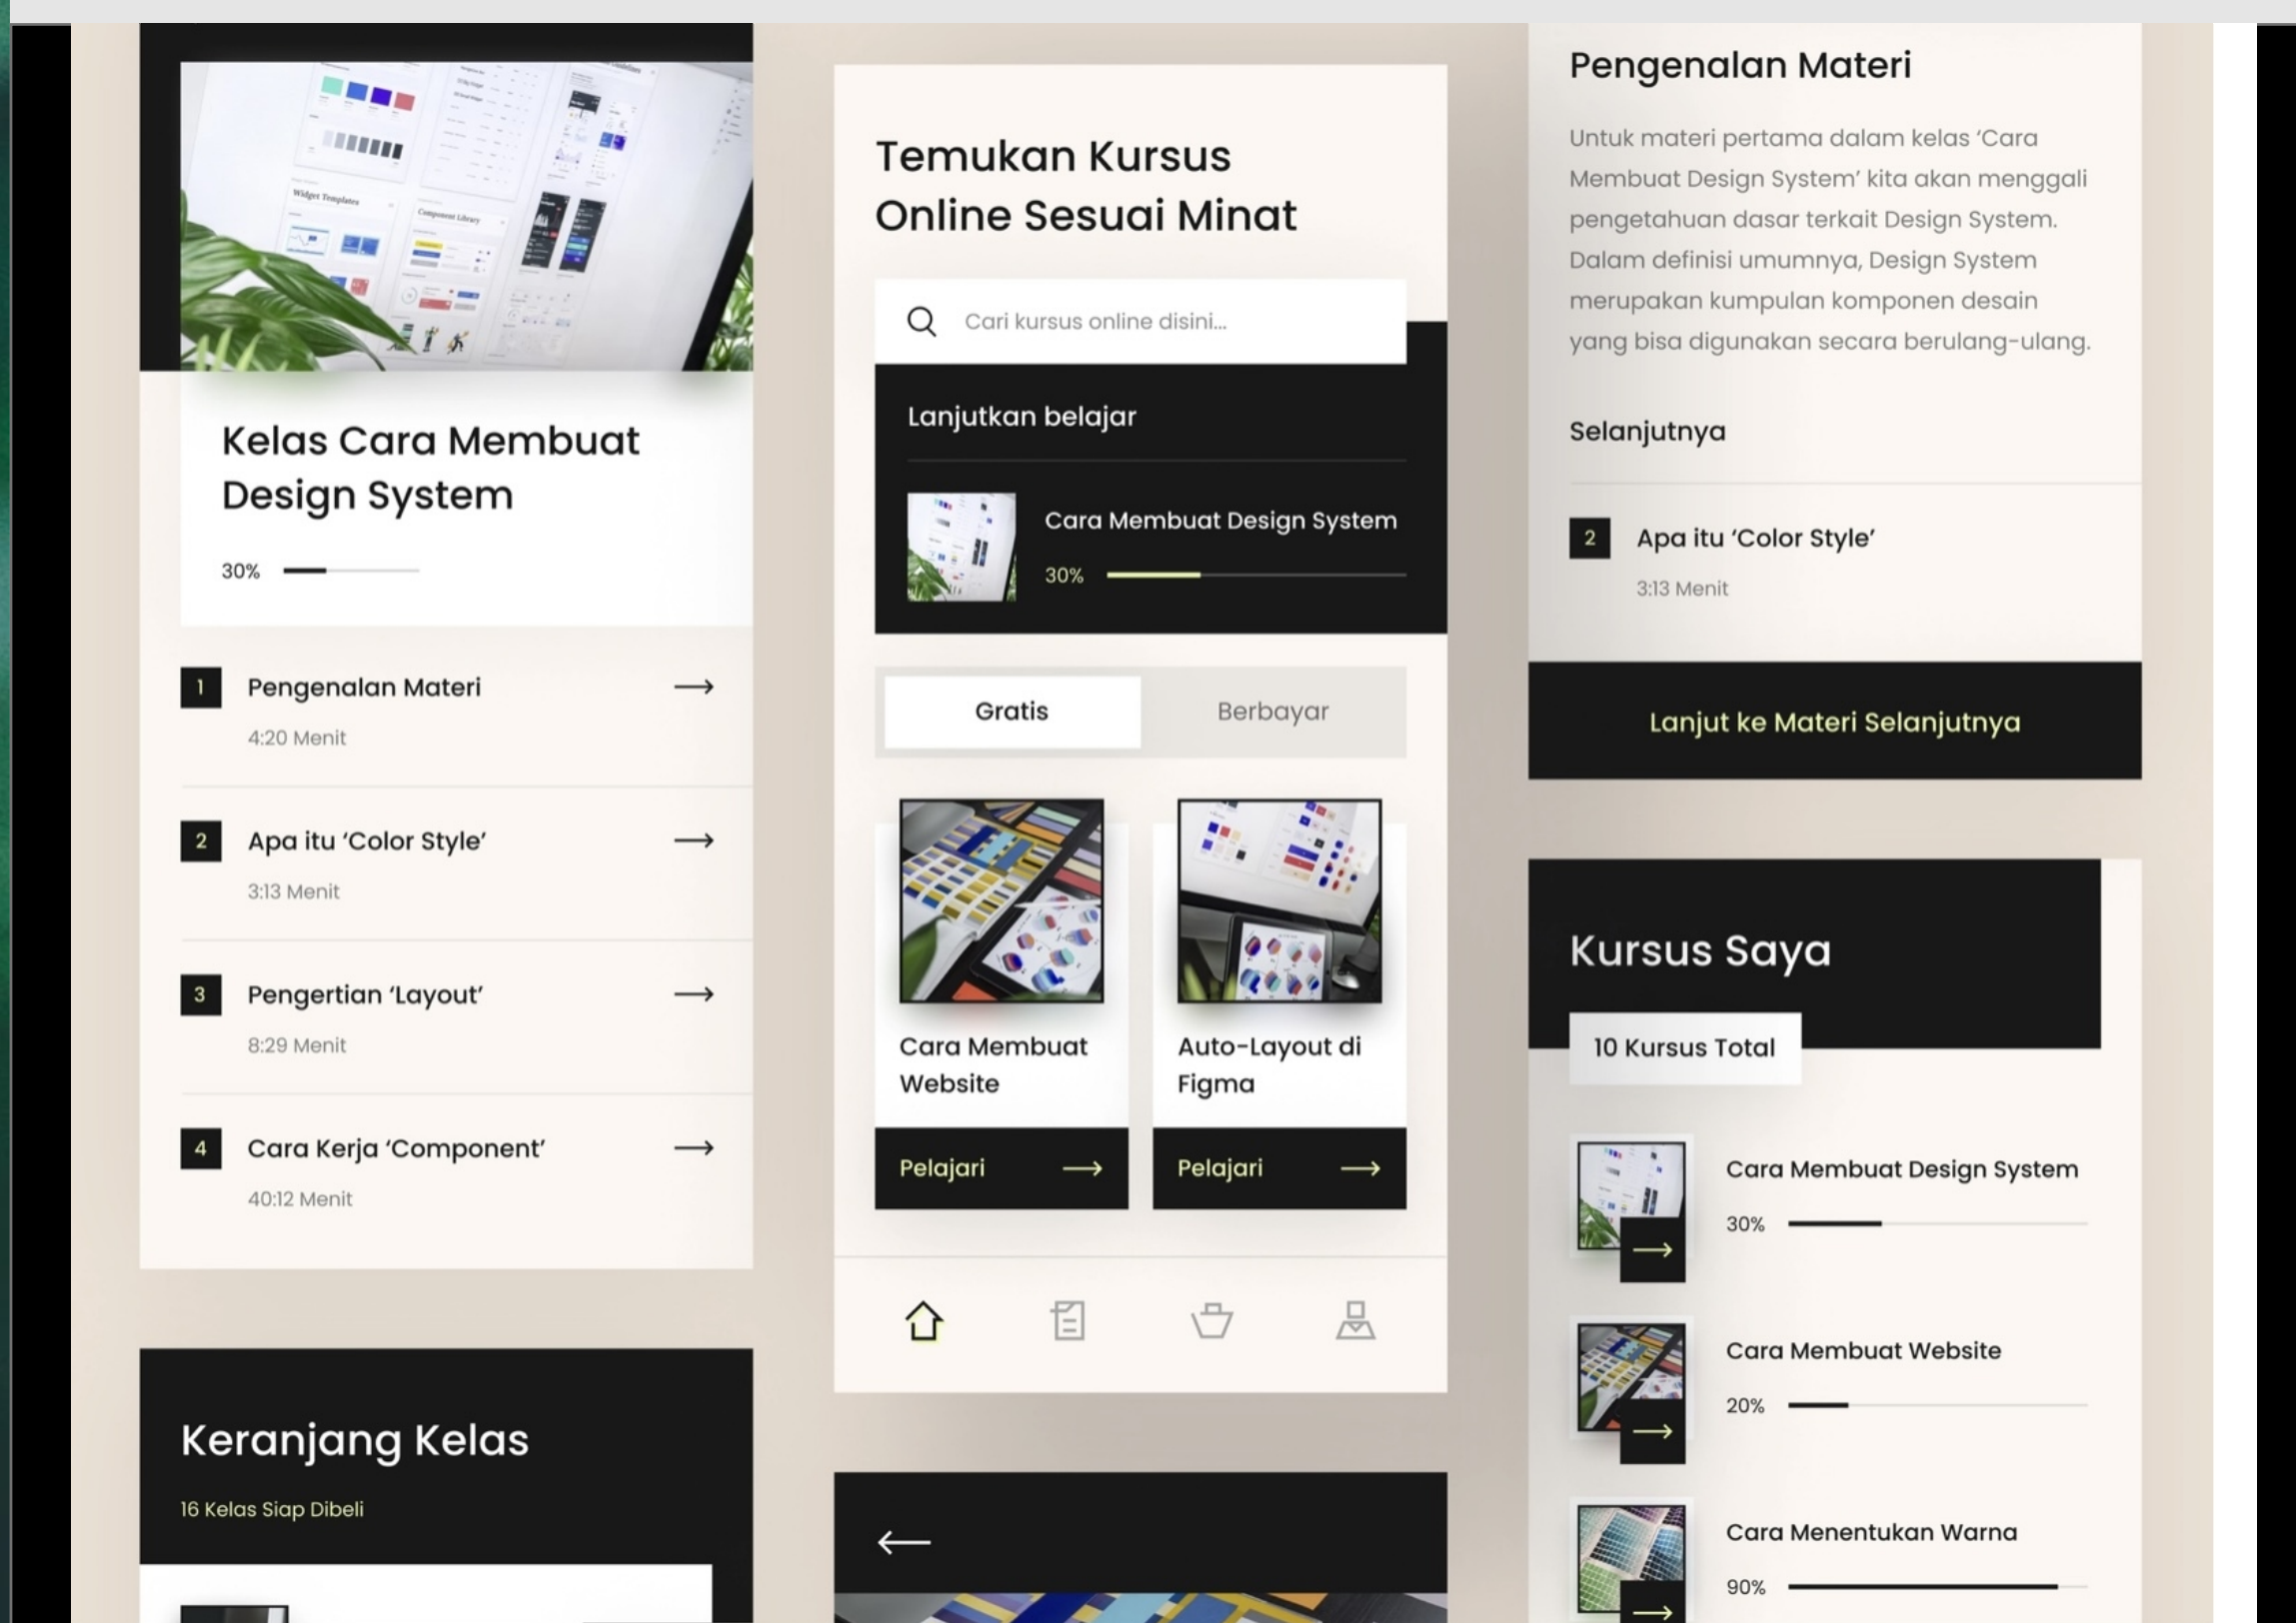 Widget Templates
Component Library
Kelas Cara Membuat
Design System
30%
1
Pengenalan Materi
4:20 Menit
2
Apa itu ‘Color Style’
3:13 Menit
3
Pengertian ‘Layout’
8:29 Menit
4
Cara Kerja ‘Component’
40:12 Menit
Keranjang Kelas
16 Kelas Siap Dibeli
Temukan Kursus
Online Sesuai Minat
Cari kursus online disini...
Lanjutkan belajar
Cara Membuat Design System
30%
Gratis
Berbayar
Cara Membuat
Website
Pelajari
Auto-Layout di
Figma
Pelajari
Pengenalan Materi
Untuk materi pertama dalam kelas ‘Cara
Membuat Design System’ kita akan menggali
pengetahuan dasar terkait Design System.
Dalam definisi umumnya, Design System
merupakan kumpulan komponen desain
yang bisa digunakan secara berulang-ulang.
Selanjutnya
2
Apa itu ‘Color Style’
3:13 Menit
Lanjut ke Materi Selanjutnya
Kursus Saya
10 Kursus Total
Cara Membuat Design System
30%
Cara Membuat Website
20%
Cara Menentukan Warna
90%